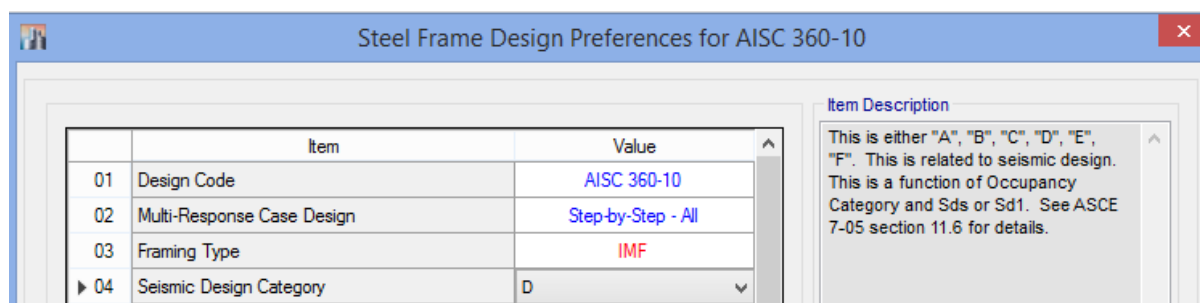 Steel Frame Design Preferences for AISC 360-10
Item Value
01 Design Code AISC 360-10
02 Multi-Response Case Design Step-by-Step - All
03 Framing Type IMF
04 Seismic Design Category D
Item Description
This is either "A", "B", "C", "D", "E",
"F". This is related to seismic design.
This is a function of Occupancy
Category and Sds or Sd1. See ASCE
7-05 section 11.6 for details.